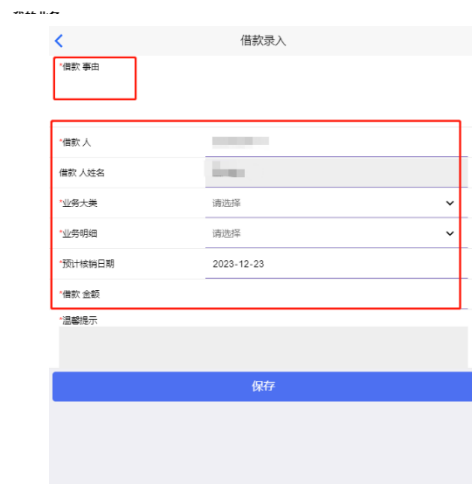 借款录入
*借款 事由
*借款 人
借款 人姓名
*业务大美 请选择
*业务明细 请选择
*预计核销日期 2023-12-23
*借款 金额
*温馨提示
保存